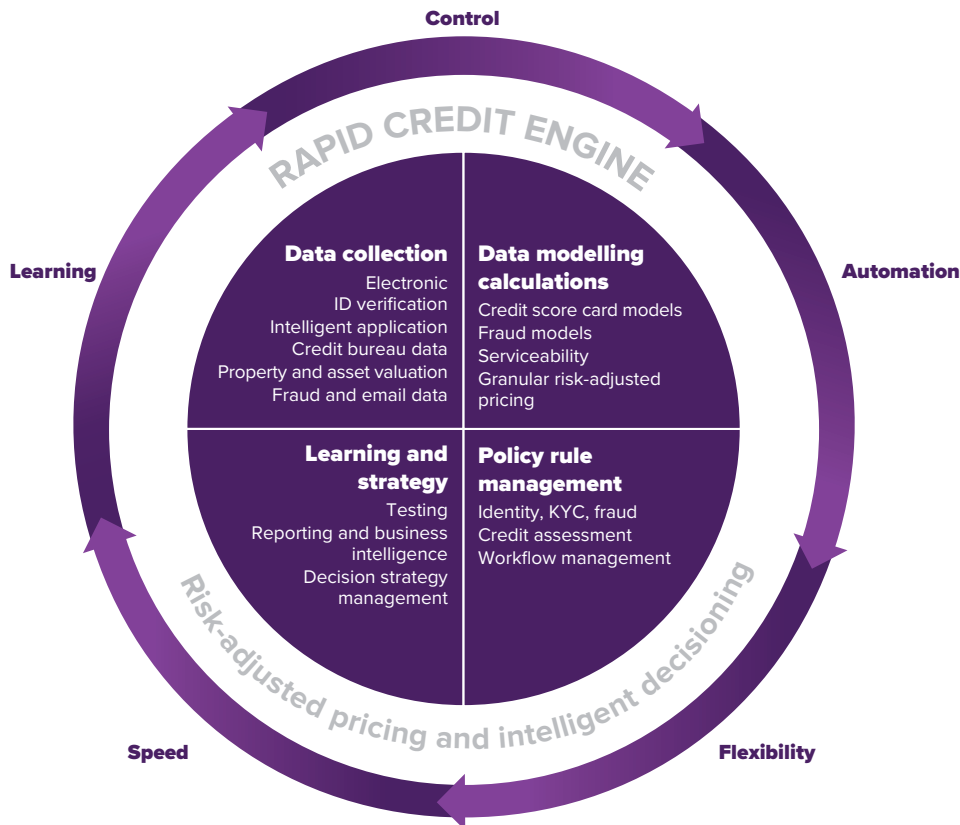 Control
RAPID CREDIT ENGINE
Learning
Automation
Data collection
Electronic
ID verification
Intelligent application
Credit bureau data
Property and asset valuation
Fraud and email data
Data modelling
calculations
Credit score card models
Fraud models
Serviceability
Granular risk-adjusted
pricing
Learning and
strategy
Testing
Reporting and business
intelligence
Decision strategy
management
Policy rule
management
Identity, KYC, fraud
Credit assessment
Workflow management
Risk-adjusted pricing and intelligent decisioning
Speed
Flexibility